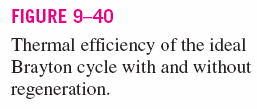 FIGURE 9–40
Thermal efficiency of the ideal
Brayton cycle with and without
regeneration.